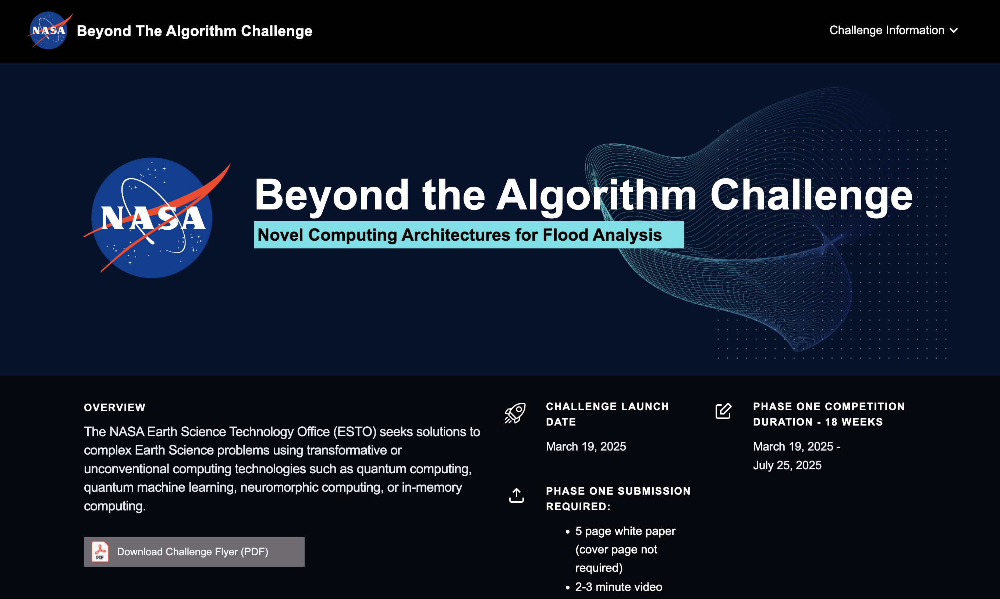 NASA
Beyond The Algorithm Challenge
Challenge Information
NASA
Beyond the Algorithm Challenge
Novel Computing Architectures for Flood Analysis
OVERVIEW
The NASA Earth Science Technology Office (ESTO) seeks solutions to
complex Earth Science problems using transformative or
unconventional computing technologies such as quantum computing,
quantum machine learning, neuromorphic computing, or in-memory
computing.
PDF
Download Challenge Flyer (PDF)
CHALLENGE LAUNCH
DATE
March 19, 2025
PHASE ONE COMPETITION
DURATION - 18 WEEKS
March 19, 2025 -
July 25, 2025
PHASE ONE SUBMISSION
REQUIRED:
• 5 page white paper
(cover page not
required)
• 2-3 minute video